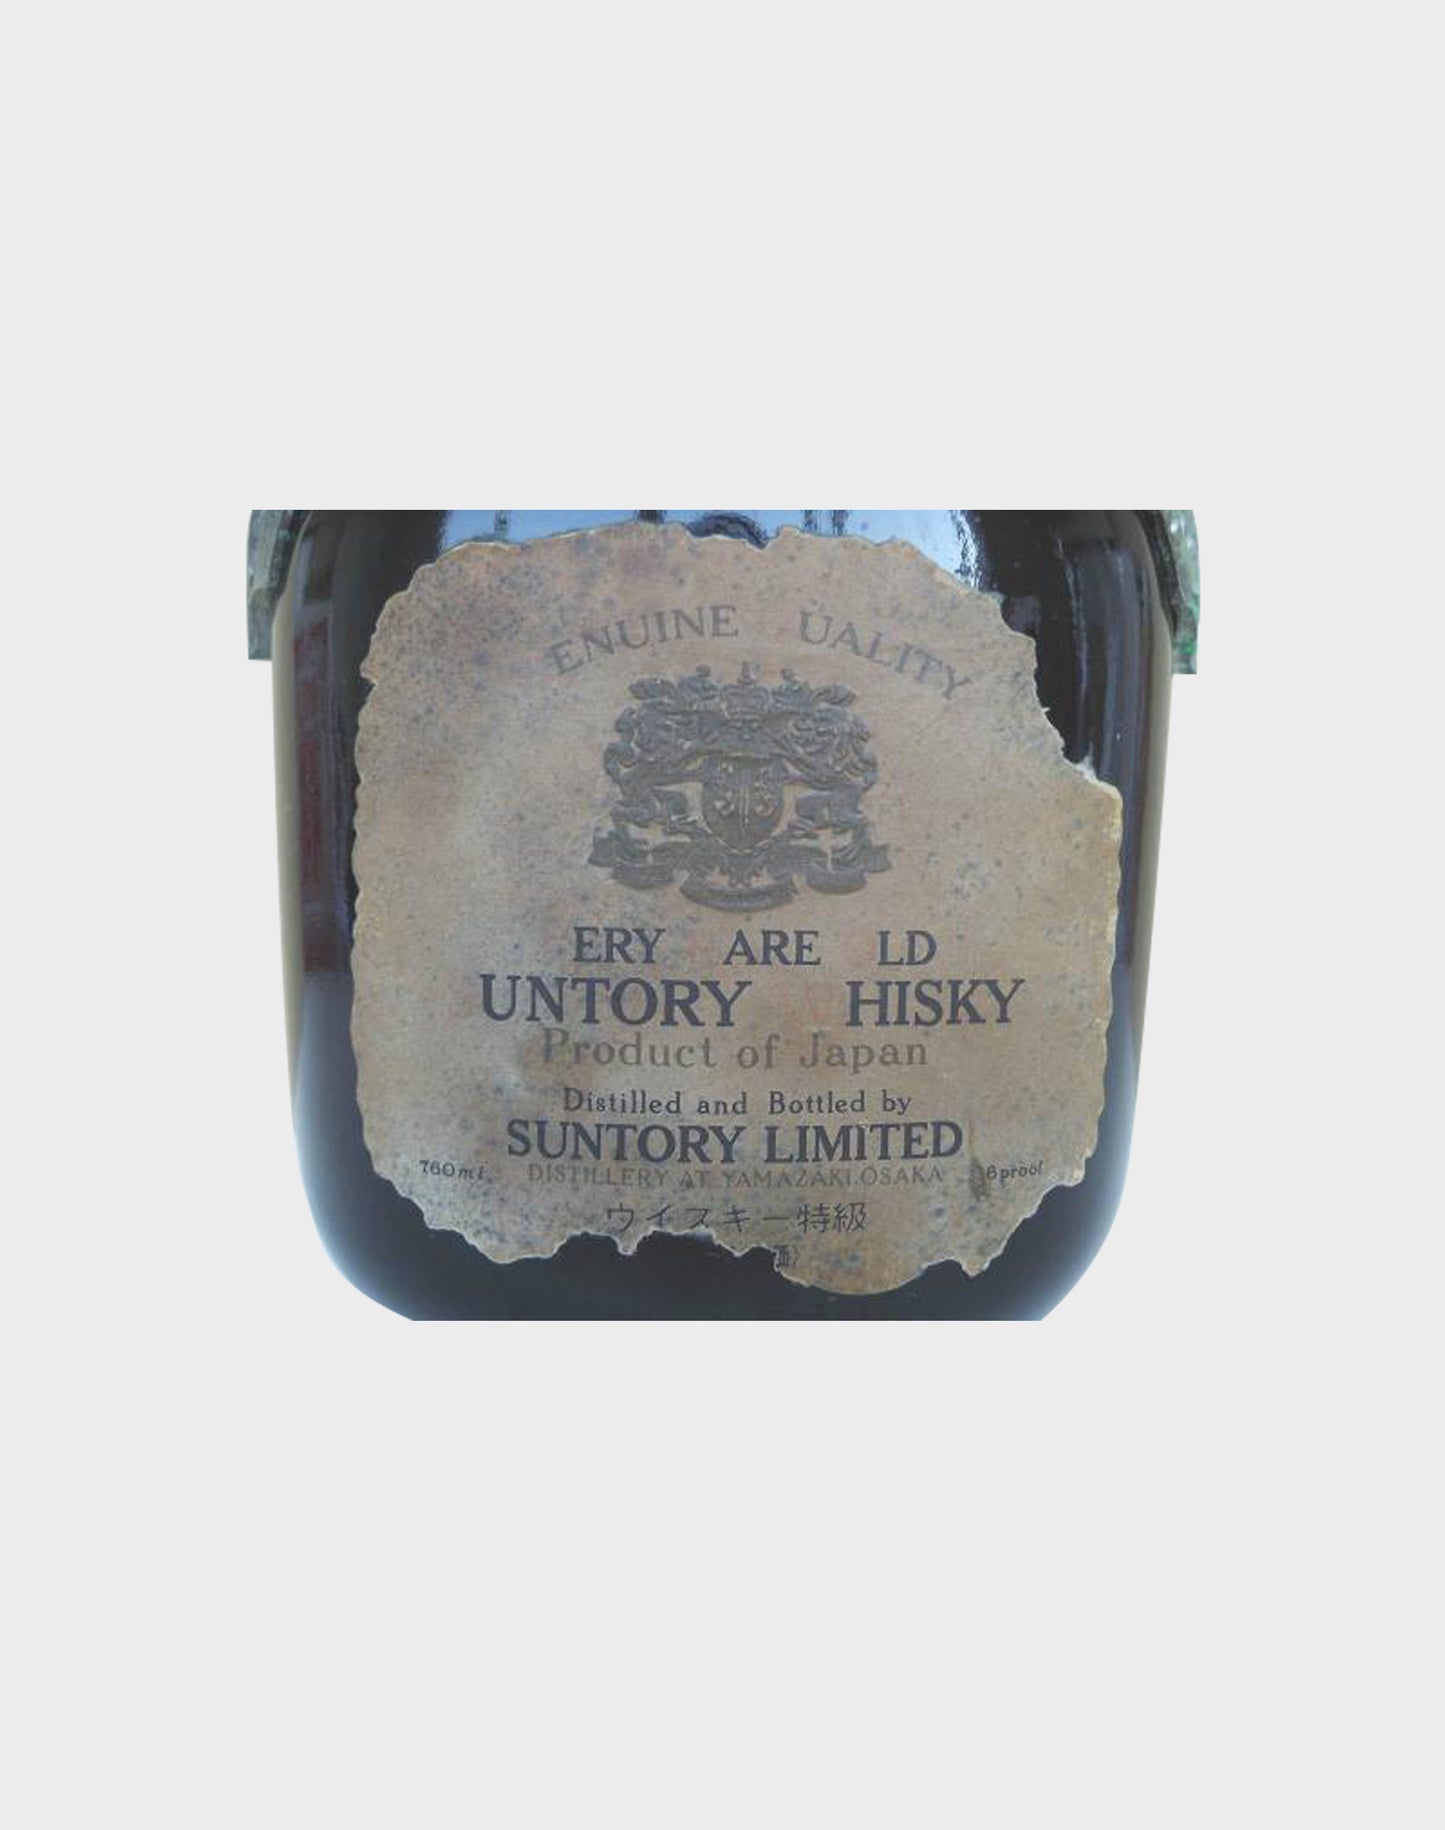 ENUINE UALITY
ERY ARE LD
UNTORY HISKY
Product of Japan
Distilled and Bottled by
SUNTORY LIMITED
760ml DISTILLERY AT YAMAZAKI.OSAKA 6proof
ウイスキー特級